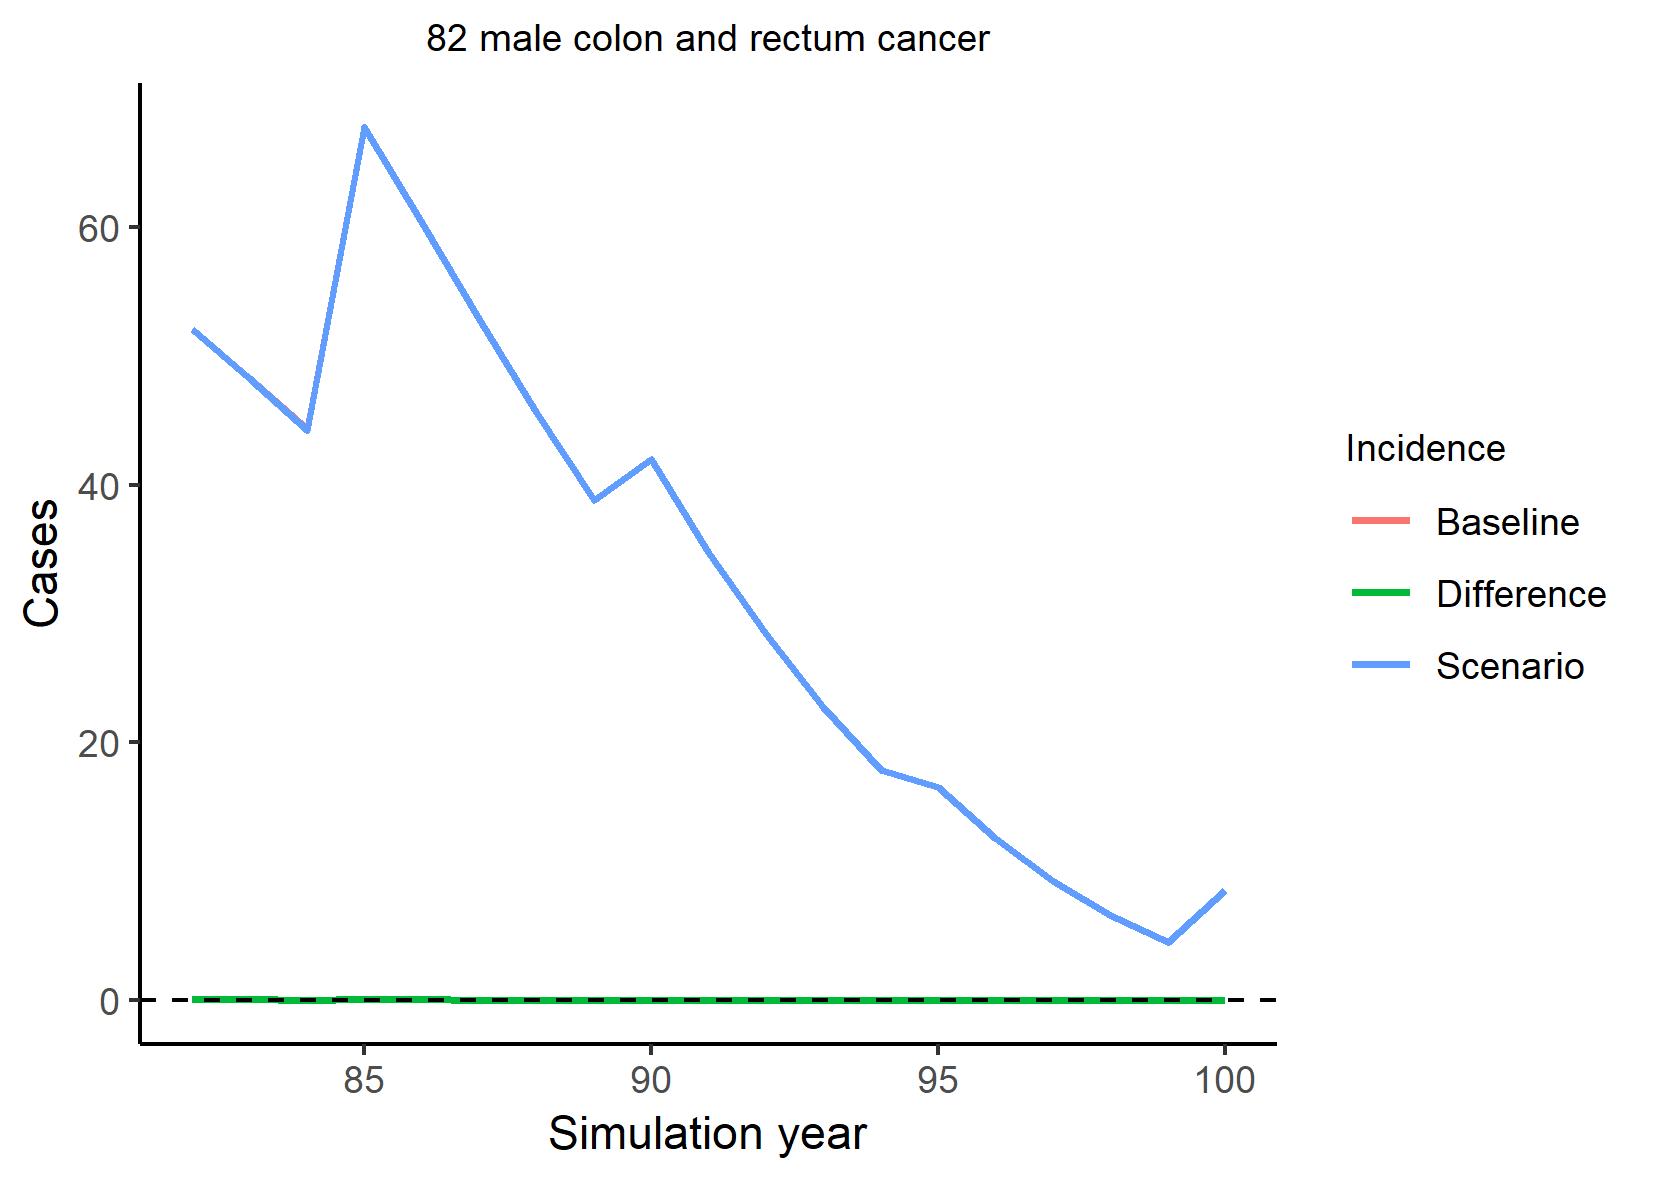 82 male colon and rectum cancer
60
40
20
0
Cases
85 90 95 100
Simulation year
Incidence
Baseline
Difference
Scenario